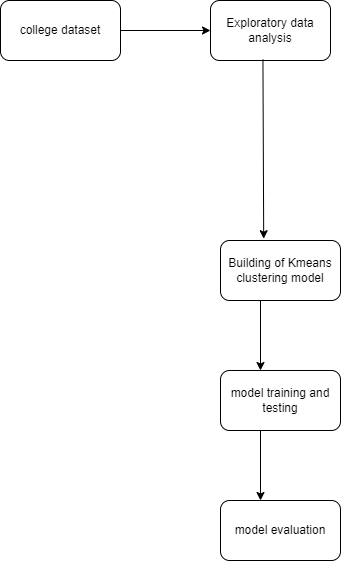 college dataset
Exploratory data
analysis
Building of Kmeans
clustering model
model training and
testing
model evaluation